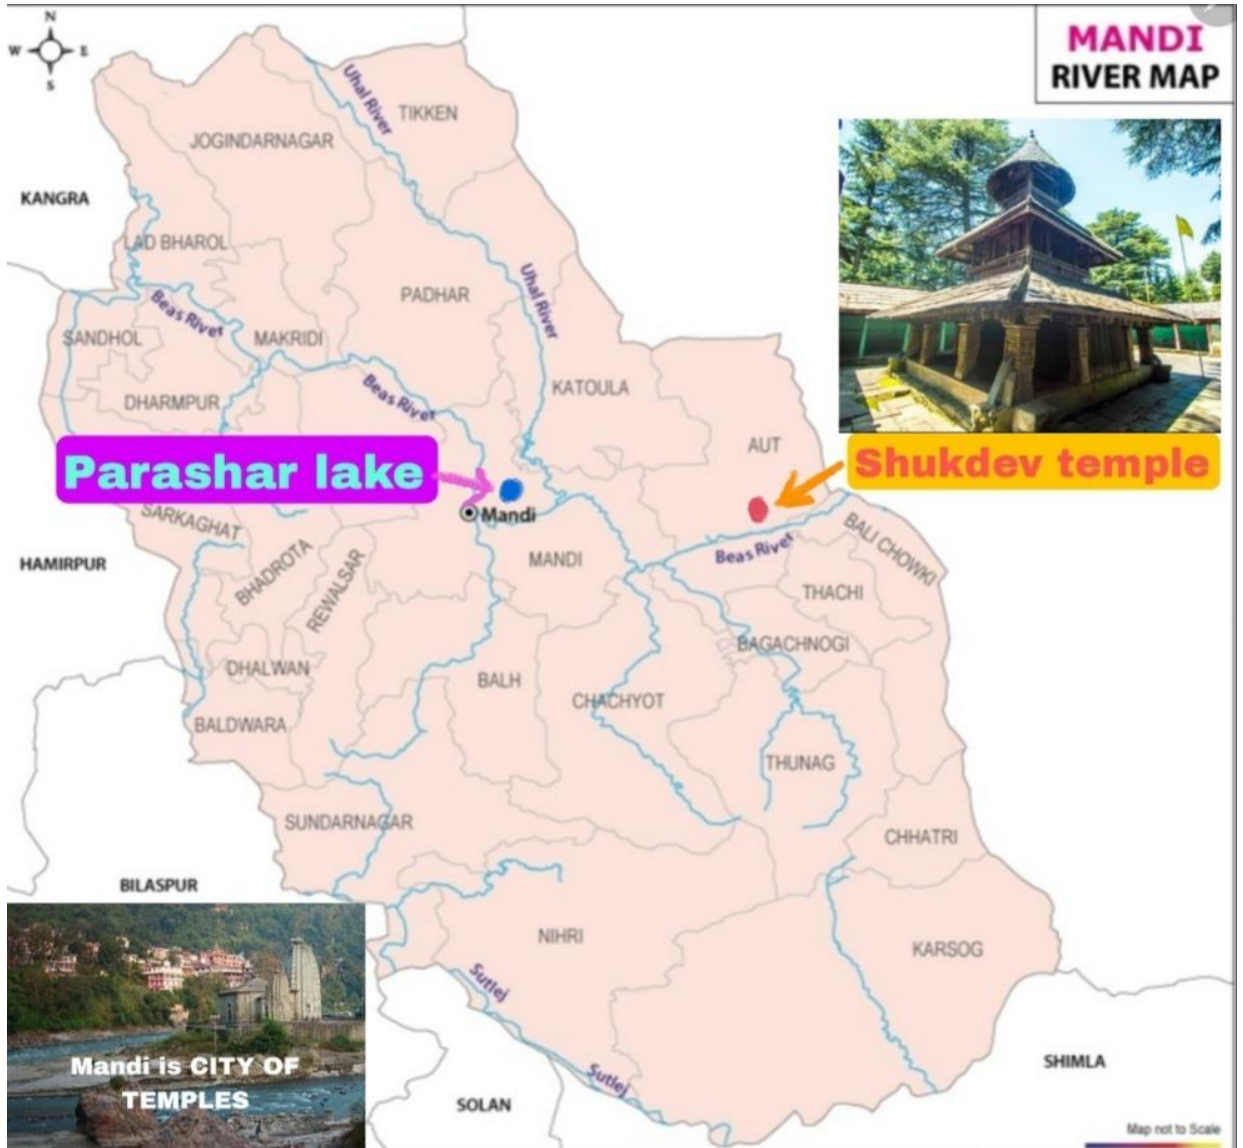 N
W E
S
MANDI
RIVER MAP
Uhal River
TIKKEN
JOGINDARNAGAR
KANGRA
LAD BHAROL
Uhal River
PADHAR
Beas River
SANDHOL
MAKRIDI
Beas River
KATOULA
DHARMPUR
AUT
Parashar lake
Shukdev temple
SARKAGHAT
Mandi
BALI CHOWKI
Beas River
HAMIRPUR
BHADROTA
REWALSAR
MANDI
THACHI
BAGACHNOGI
DHALWAN
BALH
CHACHYOT
BALDWARA
THUNAG
SUNDARNAGAR
CHHATRI
BILASPUR
NIHRI
KARSOG
Sutlej
Mandi is CITY OF
TEMPLES
Sutlej
SHIMLA
SOLAN
Map not to Scale